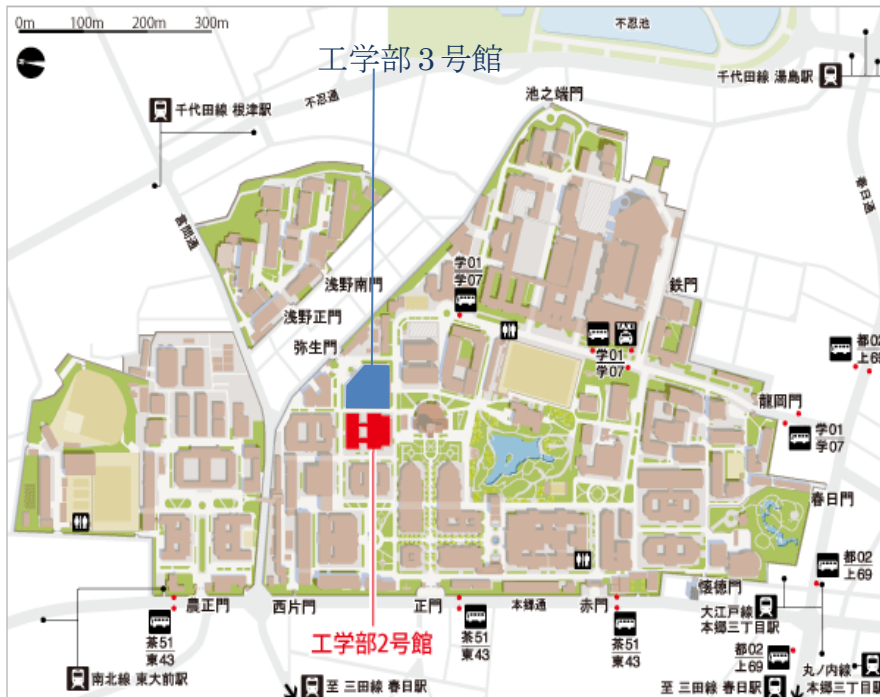 0m 100m 200m 300m
不忍池
工学部３号館
千代田線 湯島駅
池之端門
千代田線 根津駅
不忍通
春日通
言問通
学01
学07
浅野南門
鉄門
浅野正門
TAXI
弥生門
学01
学07
都02
上69
龍岡門
学01
学07
春日門
都02
上69
懐徳門
農正門
西片門
正門
本郷通
赤門
大江戸線
本郷三丁目駅
茶51
東43
茶51
東43
茶51
東43
工学部2号館
都02
上69
丸ノ内線
本郷三丁目駅
南北線 東大前駅
至 三田線 春日駅
至 三田線 春日駅